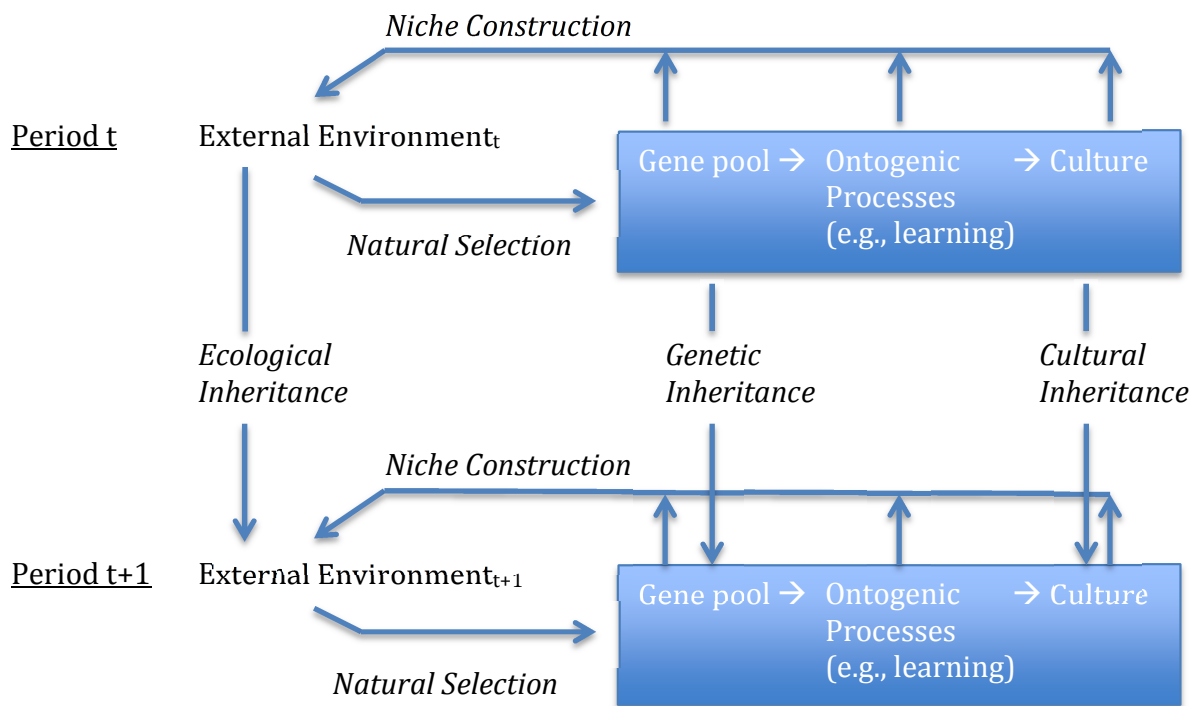 Niche Construction
Period t External Environmentₜ
Gene pool → Ontogenic → Culture
Processes
(e.g., learning)
Natural Selection
Ecological
Inheritance
Genetic
Inheritance
Cultural
Inheritance
Niche Construction
Period t+1 External Environmentₜ₊₁
Gene pool → Ontogenic → Culture
Processes
(e.g., learning)
Natural Selection